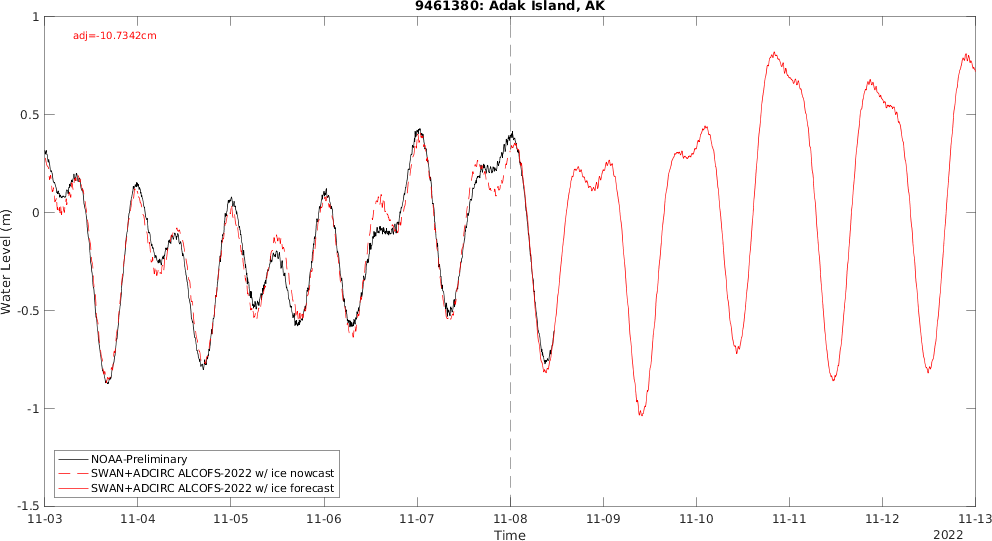 9461380: Adak Island, AK
adj=-10.7342cm
1
0.5
0
-0.5
-1
-1.5
Water Level (m)
NOAA-Preliminary
SWAN+ADCIRC ALCOFS-2022 w/ ice nowcast
SWAN+ADCIRC ALCOFS-2022 w/ ice forecast
11-03 11-04 11-05 11-06 11-07 11-08 11-09 11-10 11-11 11-12 11-13
Time
2022